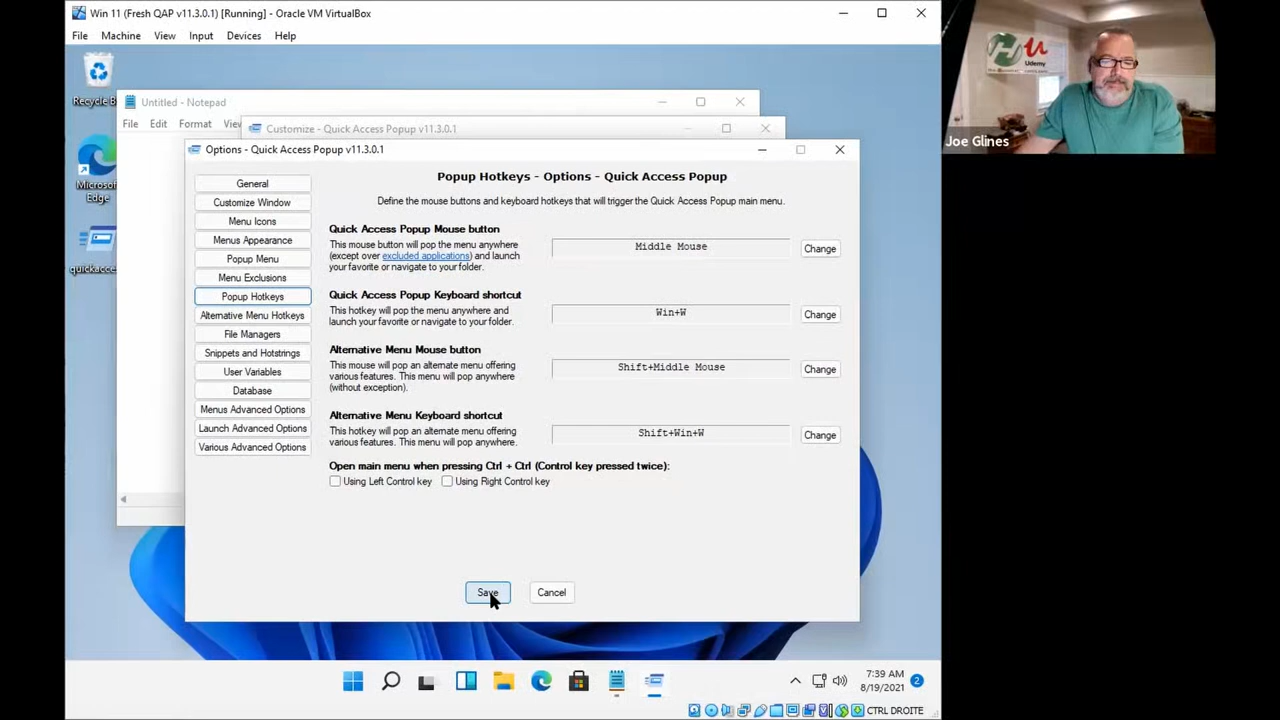 Win 11 (Fresh QAP v11.3.0.1) [Running] - Oracle VM VirtualBox
File Machine View Input Devices Help
Udemy
Joe Glines
Recycle B
Microsoft
Edge
quickacce
Untitled - Notepad
File Edit Format View
Customize - Quick Access Popup v11.3.0.1
Options - Quick Access Popup v11.3.0.1
General
Customize Window
Menu Icons
Menus Appearance
Popup Menu
Menu Exclusions
Popup Hotkeys
Alternative Menu Hotkeys
File Managers
Snippets and Hotstrings
User Variables
Database
Menus Advanced Options
Launch Advanced Options
Various Advanced Options
Popup Hotkeys - Options - Quick Access Popup
Define the mouse buttons and keyboard hotkeys that will trigger the Quick Access Popup main menu.
Quick Access Popup Mouse button
This mouse button will pop the menu anywhere
(except over excluded applications) and launch
your favorite or navigate to your folder.
Middle Mouse
Change
Quick Access Popup Keyboard shortcut
This hotkey will pop the menu anywhere and
launch your favorite or navigate to your folder.
Win+W
Change
Alternative Menu Mouse button
This mouse will pop an alternate menu offering
various features. This menu will pop anywhere
(without exception).
Shift+Middle Mouse
Change
Alternative Menu Keyboard shortcut
This hotkey will pop an alternate menu offering
various features. This menu will pop anywhere.
Shift+Win+W
Change
Open main menu when pressing Ctrl + Ctrl (Control key pressed twice):
Using Left Control key Using Right Control key
Save Cancel
7:39 AM
8/19/2021
2
CTRL DROITE